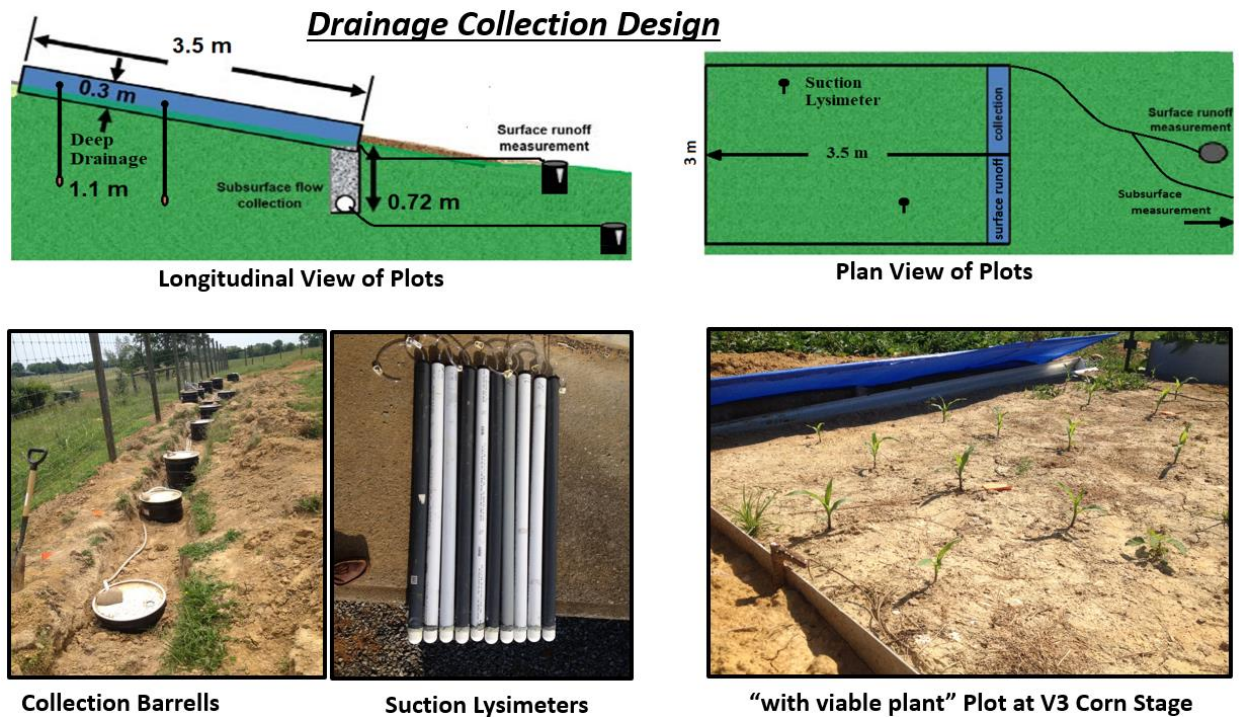 Drainage Collection Design
3.5 m
0.3 m
Deep
Drainage
1.1 m
Subsurface flow
collection
0.72 m
Surface runoff
measurement
Longitudinal View of Plots
Suction
Lysimeter
3 m
3.5 m
collection
surface runoff
Surface runoff
measurement
Subsurface
measurement
Plan View of Plots
Collection Barrells
Suction Lysimeters
“with viable plant” Plot at V3 Corn Stage